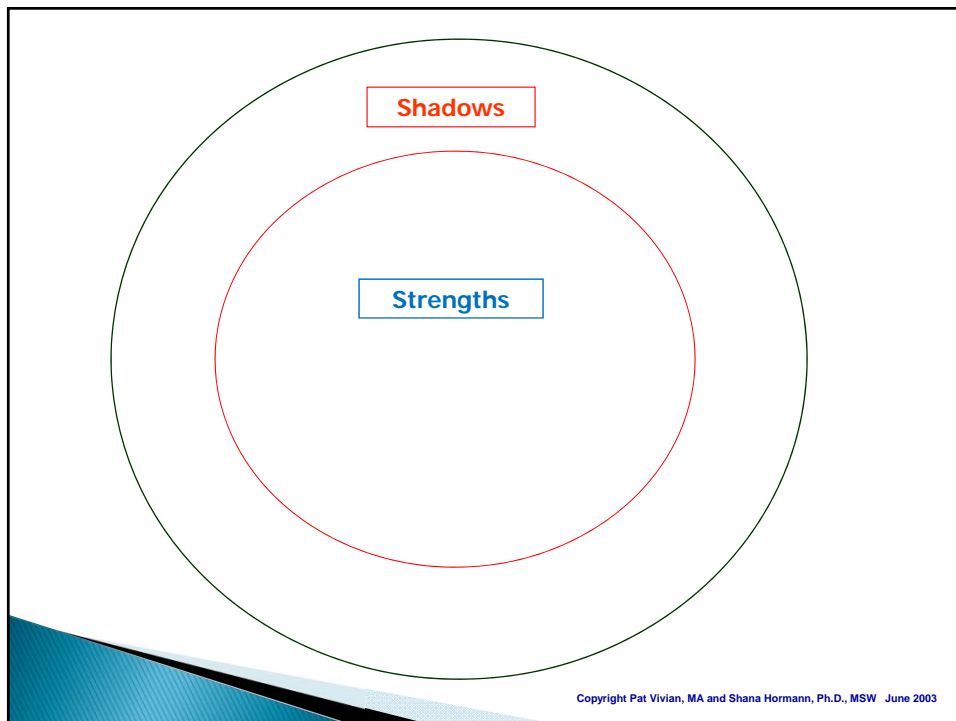 Shadows
Strengths
Copyright Pat Vivian, MA and Shana Hormann, Ph.D., MSW June 2003